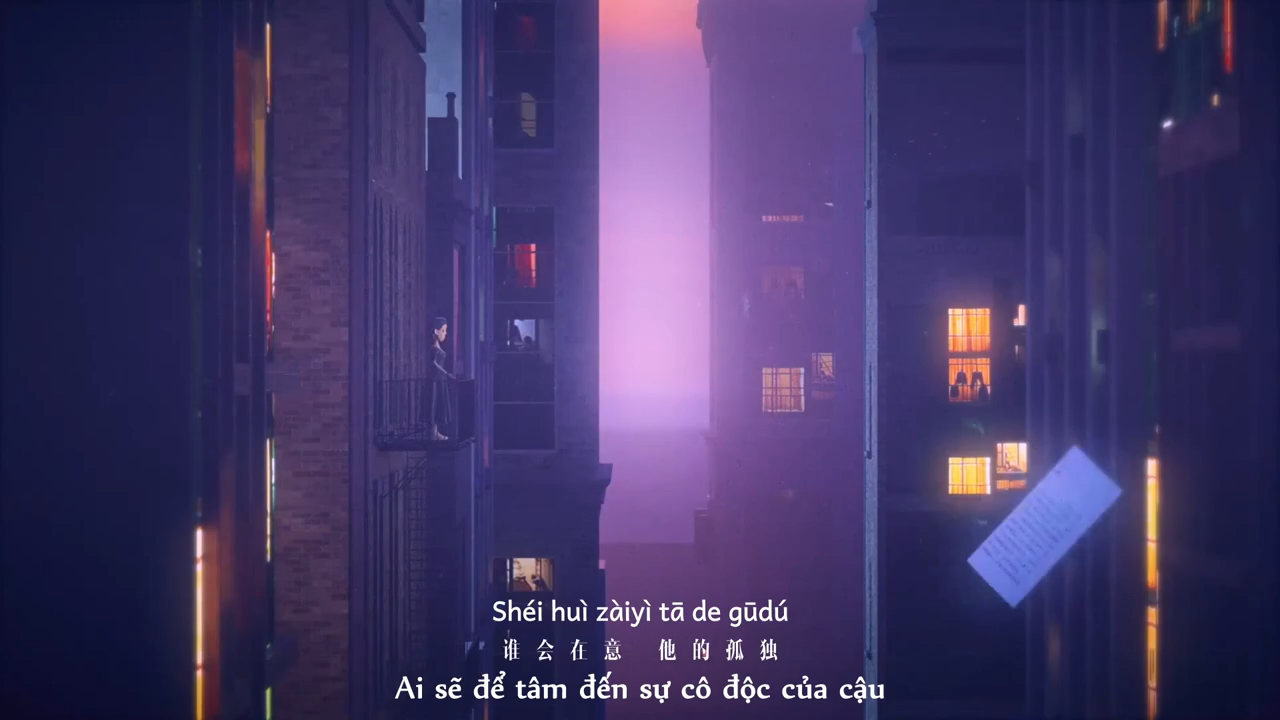 Shéi huì zàiyì tā de gūdú
谁会在意 他的孤独
Ai sẽ để tâm đến sự cô độc của cậu